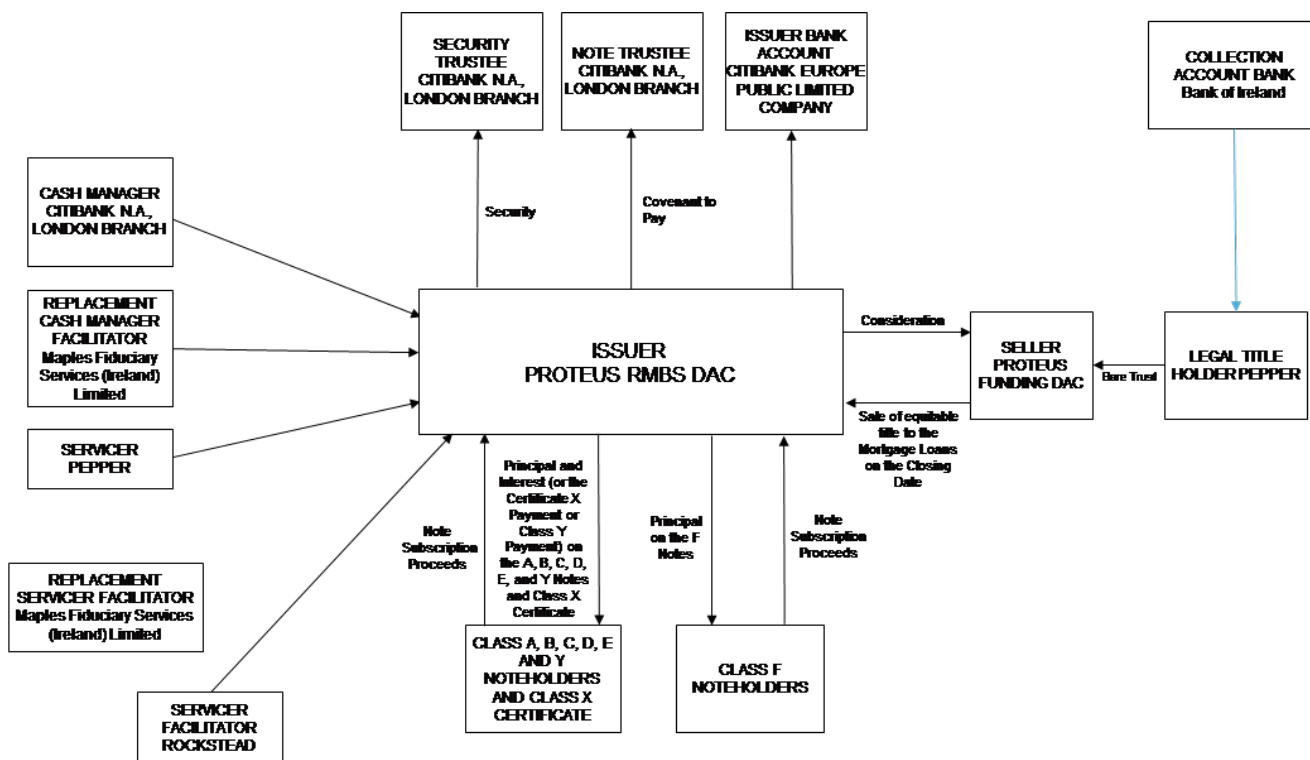 SECURITY
TRUSTEE
CITIBANK N.A.,
LONDON BRANCH
NOTE TRUSTEE
CITIBANK N.A.,
LONDON BRANCH
ISSUER BANK
ACCOUNT
CITIBANK EUROPE
PUBLIC LIMITED
COMPANY
COLLECTION
ACCOUNT BANK
Bank of Ireland
CASH MANAGER
CITIBANK N.A.,
LONDON BRANCH
Security
Covenant to
Pay
REPLACEMENT
CASH MANAGER
FACILITATOR
Maples Fiduciary
Services (Ireland)
Limited
ISSUER
PROTEUS RMBS DAC
Consideration
SELLER
PROTEUS
FUNDING DAC
Bare Trust
LEGAL TITLE
HOLDER PEPPER
Sale of equitable
title to the
Mortgage Loans
on the Closing
Date
SERVICER
PEPPER
Note
Subscription
Proceeds
Principal and
Interest (or the
Certificate X
Payment or
Class Y
Payment) on
the A, B, C, D,
E, and Y Notes
and Class X
Certificate
Principal
on the F
Notes
Note
Subscription
Proceeds
REPLACEMENT
SERVICER FACILITATOR
Maples Fiduciary Services
(Ireland) Limited
CLASS A, B, C, D, E
AND Y
NOTEHOLDERS
AND CLASS X
CERTIFICATE
CLASS F
NOTEHOLDERS
SERVICER
FACILITATOR
ROCKSTEAD